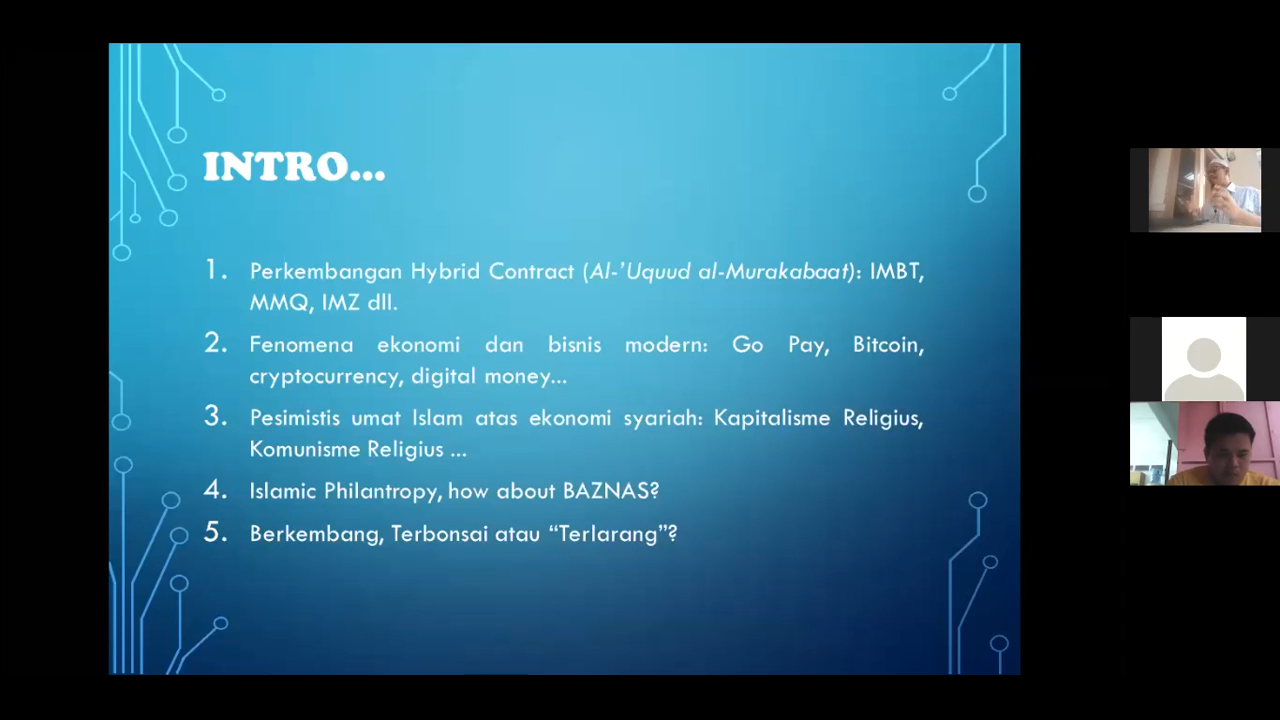 INTRO...
1. Perkembangan Hybrid Contract (Al-'Uquud al-Murakabaat): IMBT,
MMQ, IMZ dll.
2. Fenomena ekonomi dan bisnis modern: Go Pay, Bitcoin,
cryptocurrency, digital money...
3. Pesimistis umat Islam atas ekonomi syariah: Kapitalisme Religius,
Komunisme Religius ...
4. Islamic Philantropy, how about BAZNAS?
5. Berkembang, Terbonsai atau “Terlarang”?